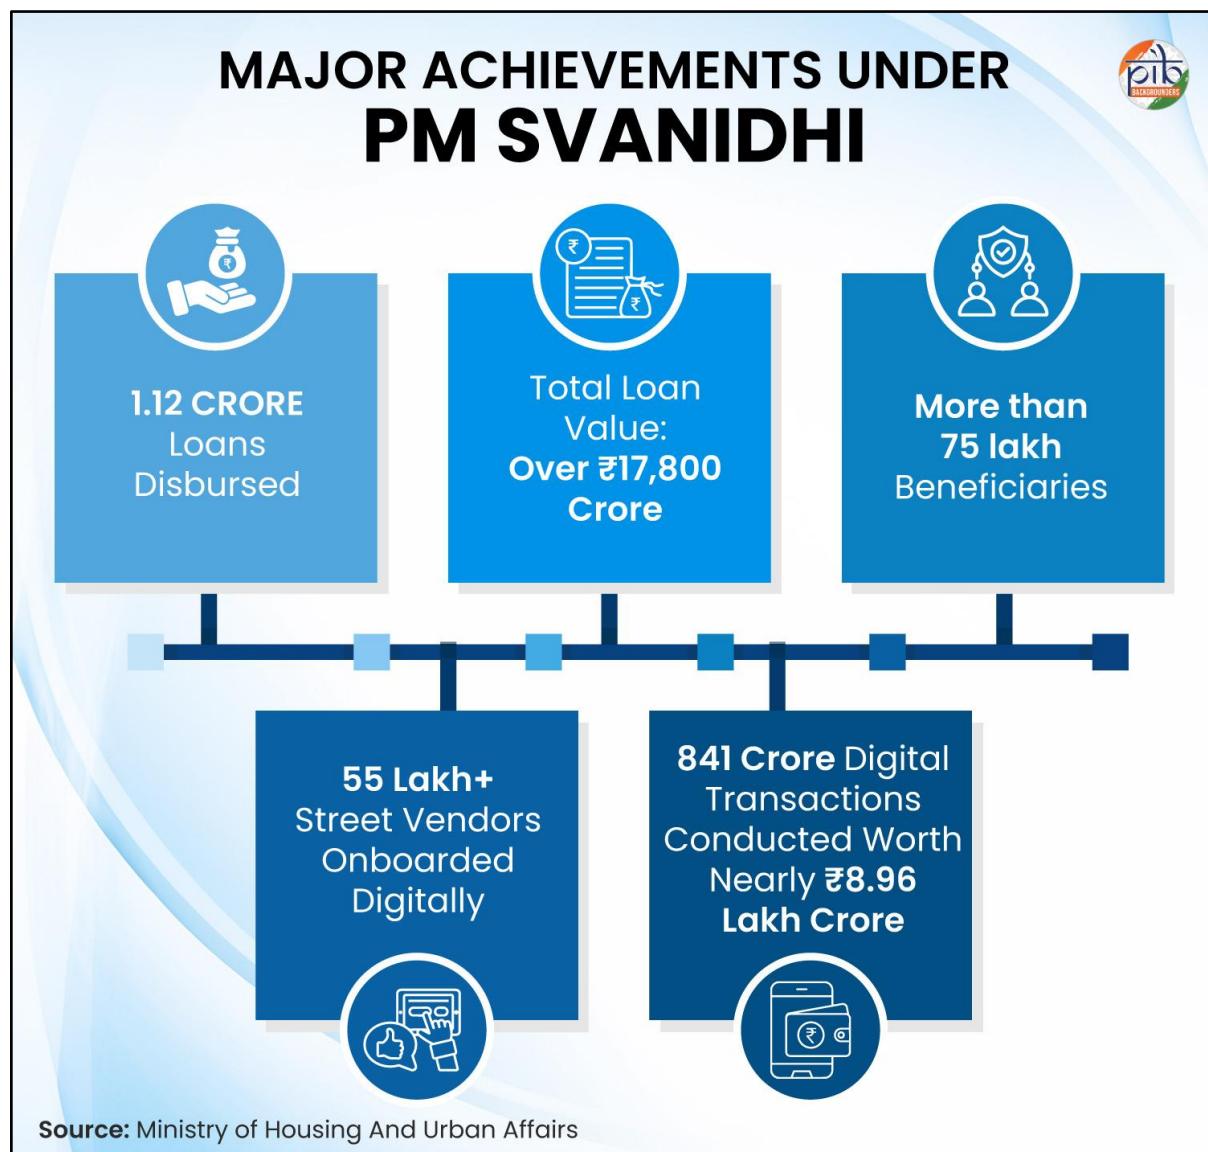 MAJOR ACHIEVEMENTS UNDER
PM SVANIDHI
pib
BACKGROUNDERS
1.12 CRORE
Loans
Disbursed
Total Loan
Value:
Over ₹17,800
Crore
More than
75 lakh
Beneficiaries
55 Lakh+
Street Vendors
Onboarded
Digitally
841 Crore Digital
Transactions
Conducted Worth
Nearly ₹8.96
Lakh Crore
Source: Ministry of Housing And Urban Affairs